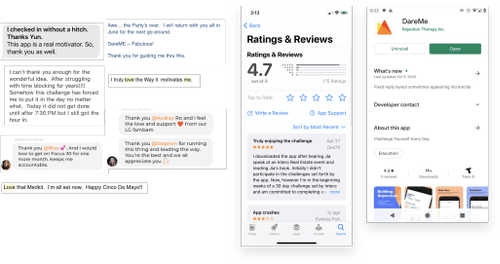 I checked in without a hitch.
Thanks Yun.
This app is a real motivator. So,
thank you as well.
Aww... the Party's over. I will return with you all in
June for the next go-around.
DareME – Fabulous!
Thank you for guiding me thru this.
I can't thank you enough for the
wonderful idea. After struggling
with time blocking for years!!!!
Somehow this challenge has forced
me to put it in the day no matter
what. Today it did not get done
until after 7:30 PM but I still got the
hour in.
I truly love the Way it motivates me.
Thank you @Audrey Ro and I feel
the love and support ❤️ from our
LC fambam
Thank you
And I would
love to get on Focus 30 for one
more month. Keeps me
accountable.
Thank you @Stephen for running
this thing and leading the way.
You're the best and we all
appreciate you
Love that Medkit. I'm all set now. Happy Cinco De Mayo!!
3:13
Back
Ratings & Reviews
Ratings & Reviews
4.7
out of 5
175 Ratings
Tap to Rate:
Write a Review
App Support
Sort by Most Recent
Truly enjoying the challenge
Apr 27
I downloaded the app after hearing Ja
speak at an intero Real Estate event and
reading Jia's book. Initially I didn't
participate in the challenges set forth by
the app. Now, however I'm in the beginning
weeks of a 30 day challenge set by Intero
and am committed to completing a
more
App crashes
1y ago
Today
Games
Apps
Arcade
Search
12:22
DareMe
Rejection Therapy Inc.
Uninstall
Open
What's new
Last updated Oct 9, 2020
Fixed reply layout sometimes appearing incorrectly
Developer contact
About this app
Challenge Yourself Every Day
Education
Downloads
Building